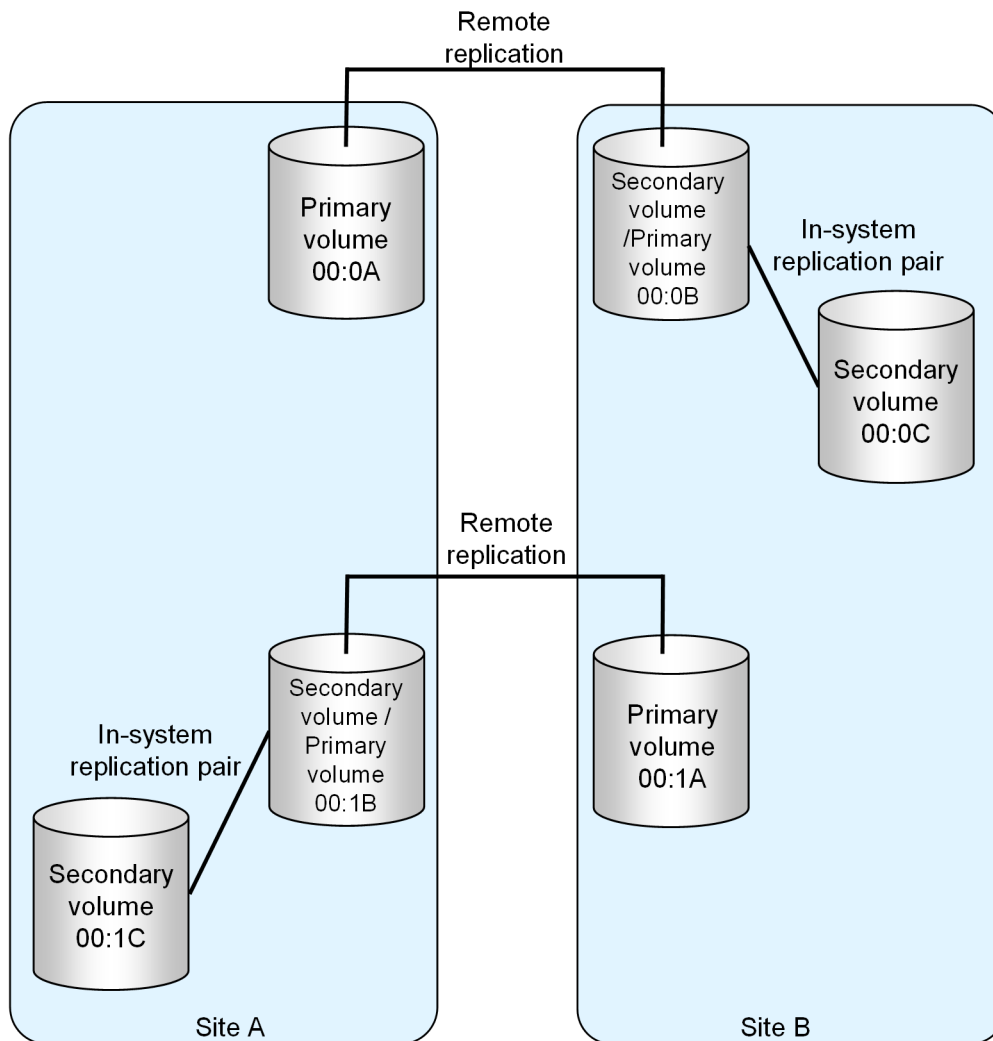 Remote
replication
Primary
volume
00:0A
Secondary
volume
/Primary
volume
00:0B
In-system
replication pair
Secondary
volume
00:0C
Remote
replication
Secondary
volume /
Primary
volume
00:1B
Primary
volume
00:1A
In-system
replication pair
Secondary
volume
00:1C
Site A
Site B